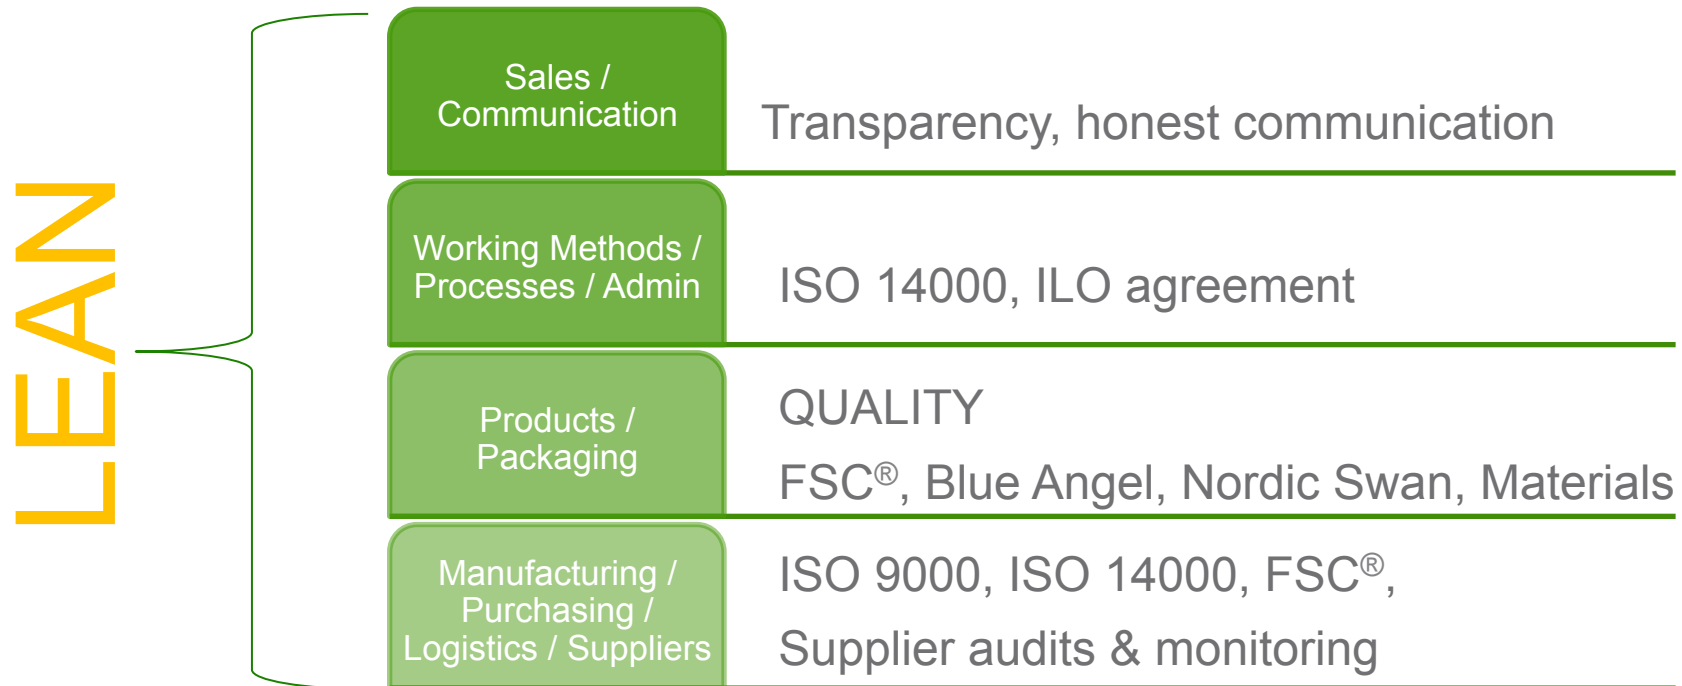 LEAN
Sales /
Communication
Transparency, honest communication
Working Methods /
Processes / Admin
ISO 14000, ILO agreement
Products /
Packaging
QUALITY
FSC®, Blue Angel, Nordic Swan, Materials
Manufacturing /
Purchasing /
Logistics / Suppliers
ISO 9000, ISO 14000, FSC®,
Supplier audits & monitoring